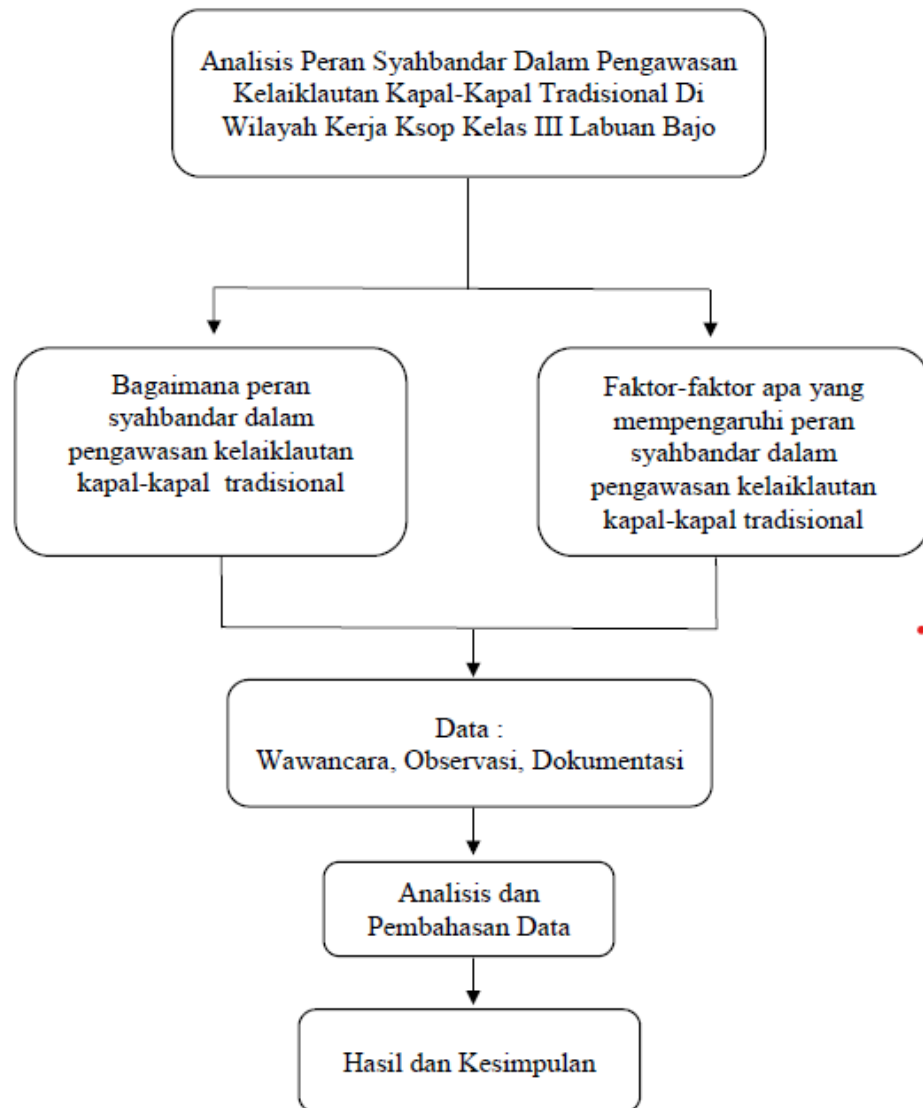 Analisis Peran Syahbandar Dalam Pengawasan
Kelaiklautan Kapal-Kapal Tradisional Di
Wilayah Kerja Ksop Kelas III Labuan Bajo
Bagaimana peran
syahbandar dalam
pengawasan kelaiklautan
kapal-kapal tradisional
Faktor-faktor apa yang
mempengaruhi peran
syahbandar dalam
pengawasan kelaiklautan
kapal-kapal tradisional
Data :
Wawancara, Observasi, Dokumentasi
Analisis dan
Pembahasan Data
Hasil dan Kesimpulan